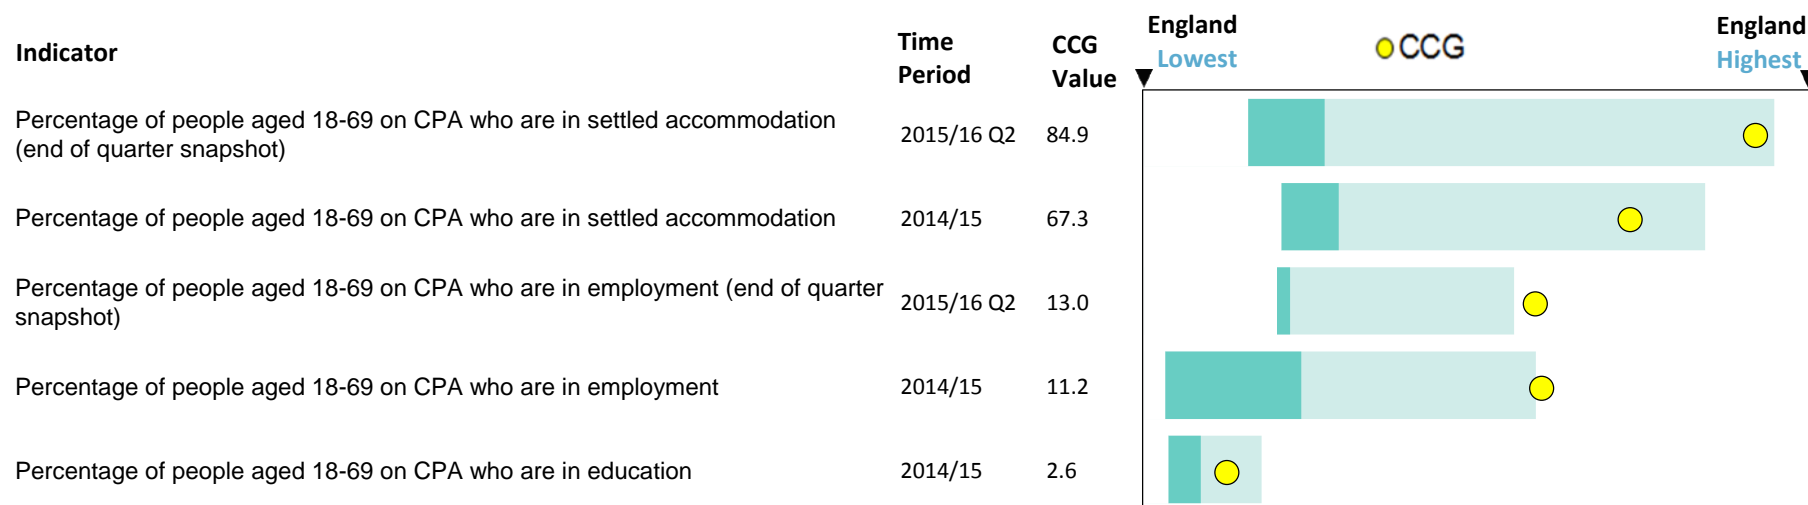 Indicator
Time
Period
CCG
Value
England
Lowest
CCG
England
Highest
Percentage of people aged 18-69 on CPA who are in settled accommodation
(end of quarter snapshot)
2015/16 Q2
84.9
Percentage of people aged 18-69 on CPA who are in settled accommodation
2014/15
67.3
Percentage of people aged 18-69 on CPA who are in employment (end of quarter
snapshot)
2015/16 Q2
13.0
Percentage of people aged 18-69 on CPA who are in employment
2014/15
11.2
Percentage of people aged 18-69 on CPA who are in education
2014/15
2.6